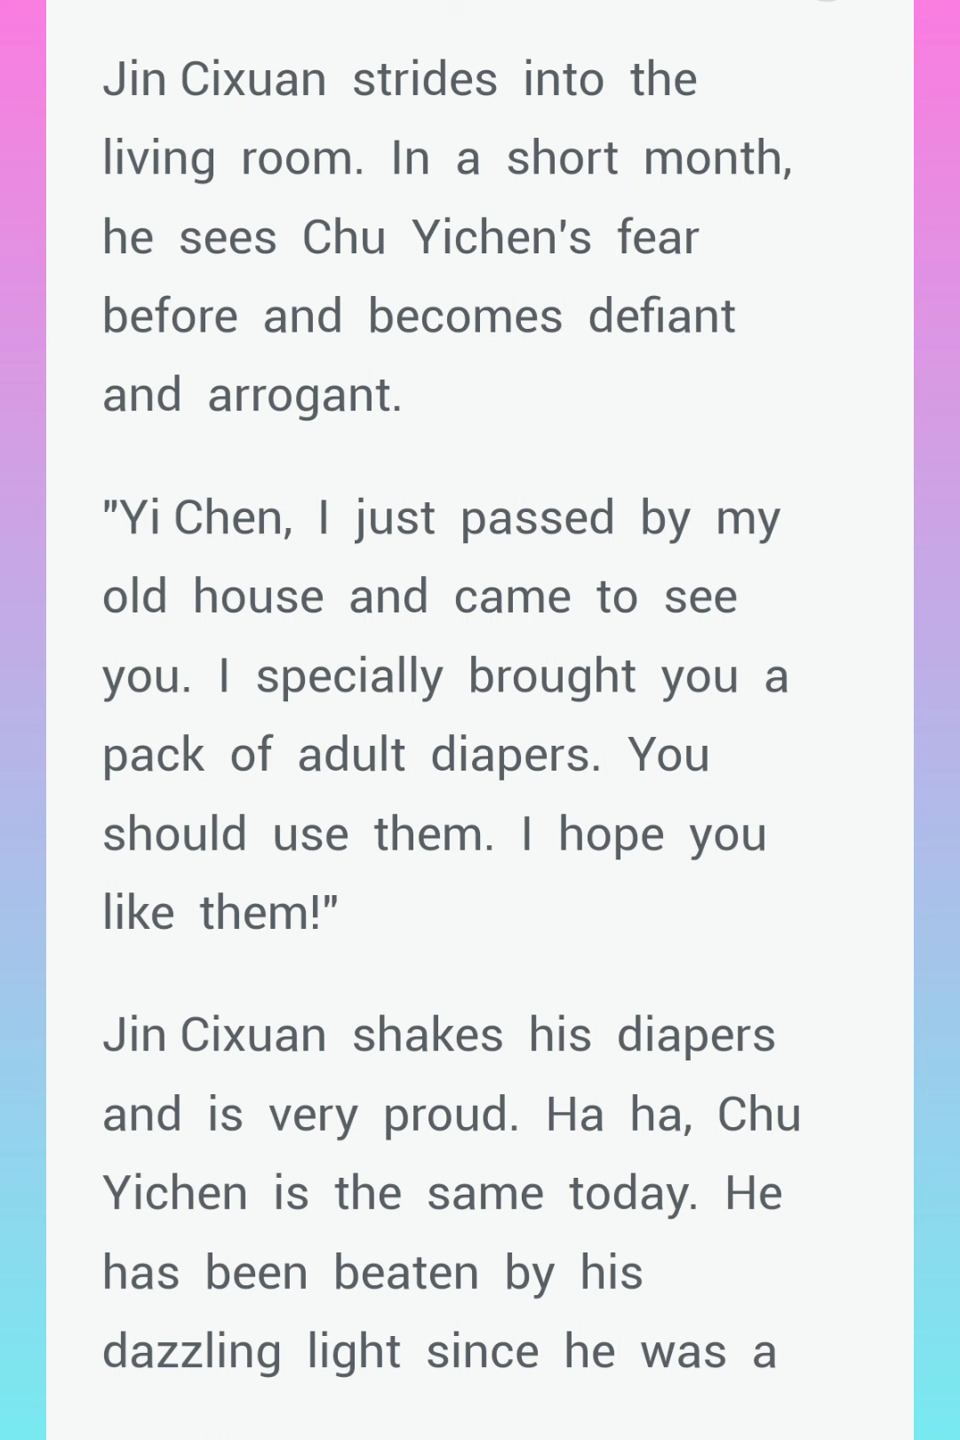 Jin Cixuan strides into the
living room. In a short month,
he sees Chu Yichen's fear
before and becomes defiant
and arrogant.
"Yi Chen, I just passed by my
old house and came to see
you. I specially brought you a
pack of adult diapers. You
should use them. I hope you
like them!"
Jin Cixuan shakes his diapers
and is very proud. Ha ha, Chu
Yichen is the same today. He
has been beaten by his
dazzling light since he was a